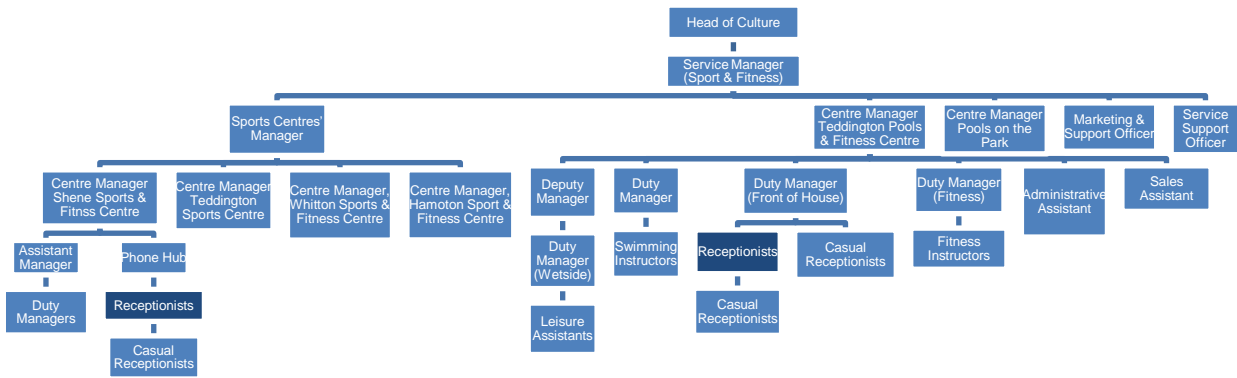 Head of Culture
Service Manager
(Sport & Fitness)
Sports Centres'
Manager
Centre Manager
Teddington Pools
& Fitness Centre
Centre Manager
Pools on the
Park
Marketing &
Support Officer
Service
Support
Officer
Centre Manager
Shene Sports &
Fitnss Centre
Centre Manager
Teddington
Sports Centre
Centre Manager,
Whitton Sports &
Fitness Centre
Centre Manager,
Hamoton Sport &
Fitness Centre
Deputy
Manager
Duty
Manager
Duty Manager
(Front of House)
Duty Manager
(Fitness)
Administrative
Assistant
Sales
Assistant
Assistant
Manager
Phone Hub
Duty
Manager
(Wetside)
Swimming
Instructors
Receptionists
Casual
Receptionists
Fitness
Instructors
Duty
Managers
Receptionists
Leisure
Assistants
Casual
Receptionists
Casual
Receptionists